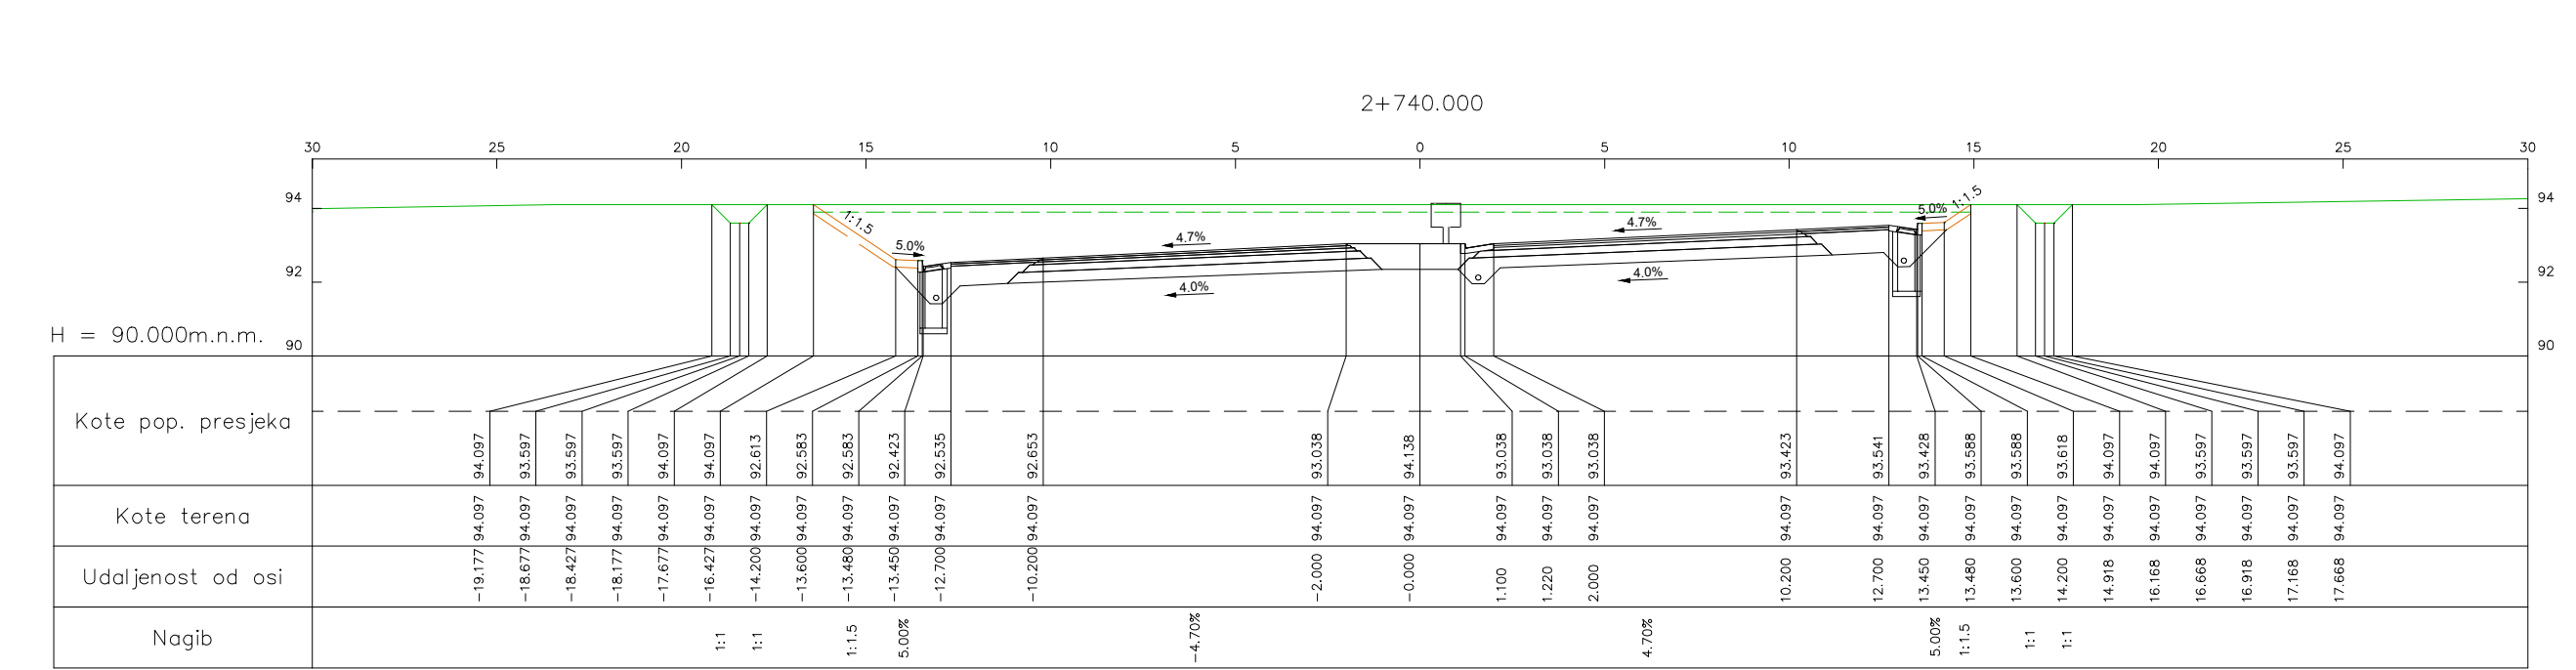 2+740.000
30 25 20 15 10 5 0 5 10 15 20 25 30
94 94
1:1.5 5.0% 4.7% 4.7% 5.0% 1:1.5
92 92
4.0% 4.0%
H = 90.000m.n.m.
90 90
Kote pop. presjeka 94.097 93.597 93.597 93.597 94.097 94.097 92.613 92.583 92.583 92.423 92.535 92.653 93.038 94.138 93.038 93.038 93.038 93.423 93.541 93.428 93.588 93.588 93.618 94.097 94.097 93.597 93.597 93.597 94.097
Kote terena 94.097 94.097 94.097 94.097 94.097 94.097 94.097 94.097 94.097 94.097 94.097 94.097 94.097 94.097 94.097 94.097 94.097 94.097 94.097 94.097 94.097 94.097 94.097 94.097 94.097 94.097 94.097 94.097 94.097
Udaljenost od osi -19.177 -18.677 -18.427 -18.177 -17.677 -16.427 -14.200 -13.600 -13.480 -13.450 -12.700 -10.200 -2.000 -0.000 1.100 1.220 2.000 10.200 12.700 13.450 13.480 13.600 14.200 14.918 16.168 16.668 16.918 17.168 17.668
Nagib 1:1 1:1 1:1.5 5.00% -4.70% 4.70% 5.00% 1:1.5 1:1 1:1